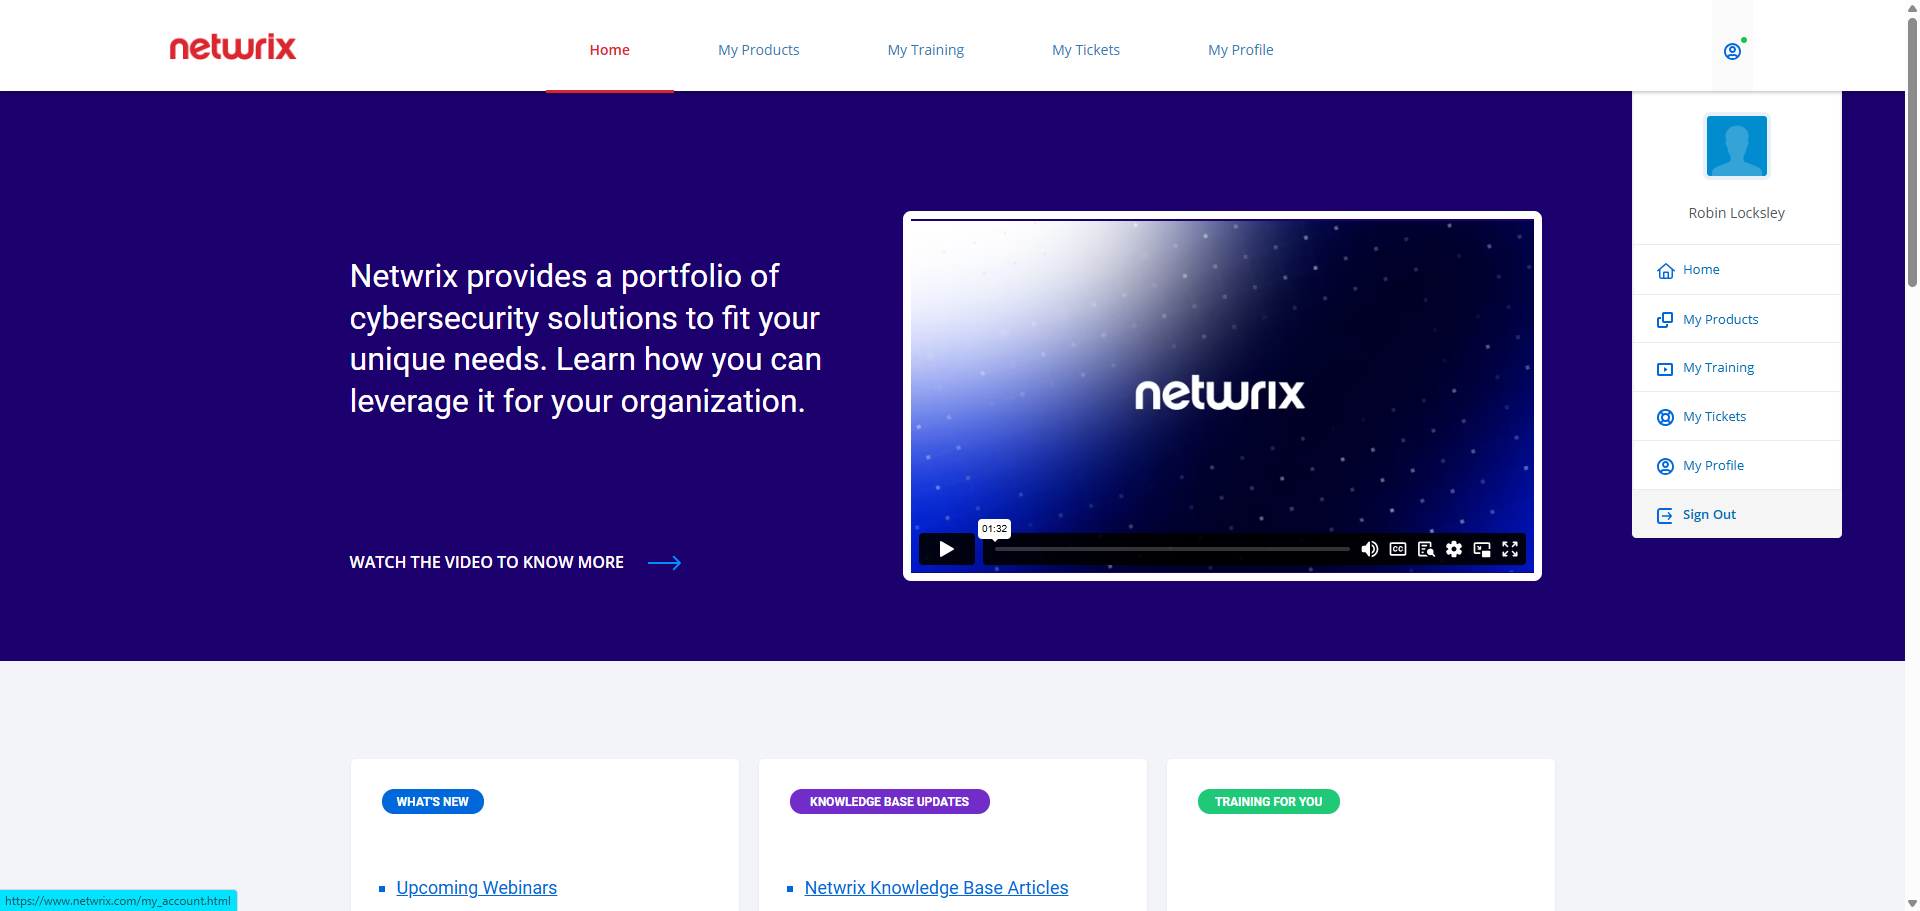 netwrix
Home
My Products
My Training
My Tickets
My Profile
Robin Locksley
Home
My Products
My Training
My Tickets
My Profile
Sign Out
Netwrix provides a portfolio of
cybersecurity solutions to fit your
unique needs. Learn how you can
leverage it for your organization.
WATCH THE VIDEO TO KNOW MORE
netwrix
01:32
CC
WHAT'S NEW
Upcoming Webinars
KNOWLEDGE BASE UPDATES
Netwrix Knowledge Base Articles
TRAINING FOR YOU
https://www.netwrix.com/my_account.html